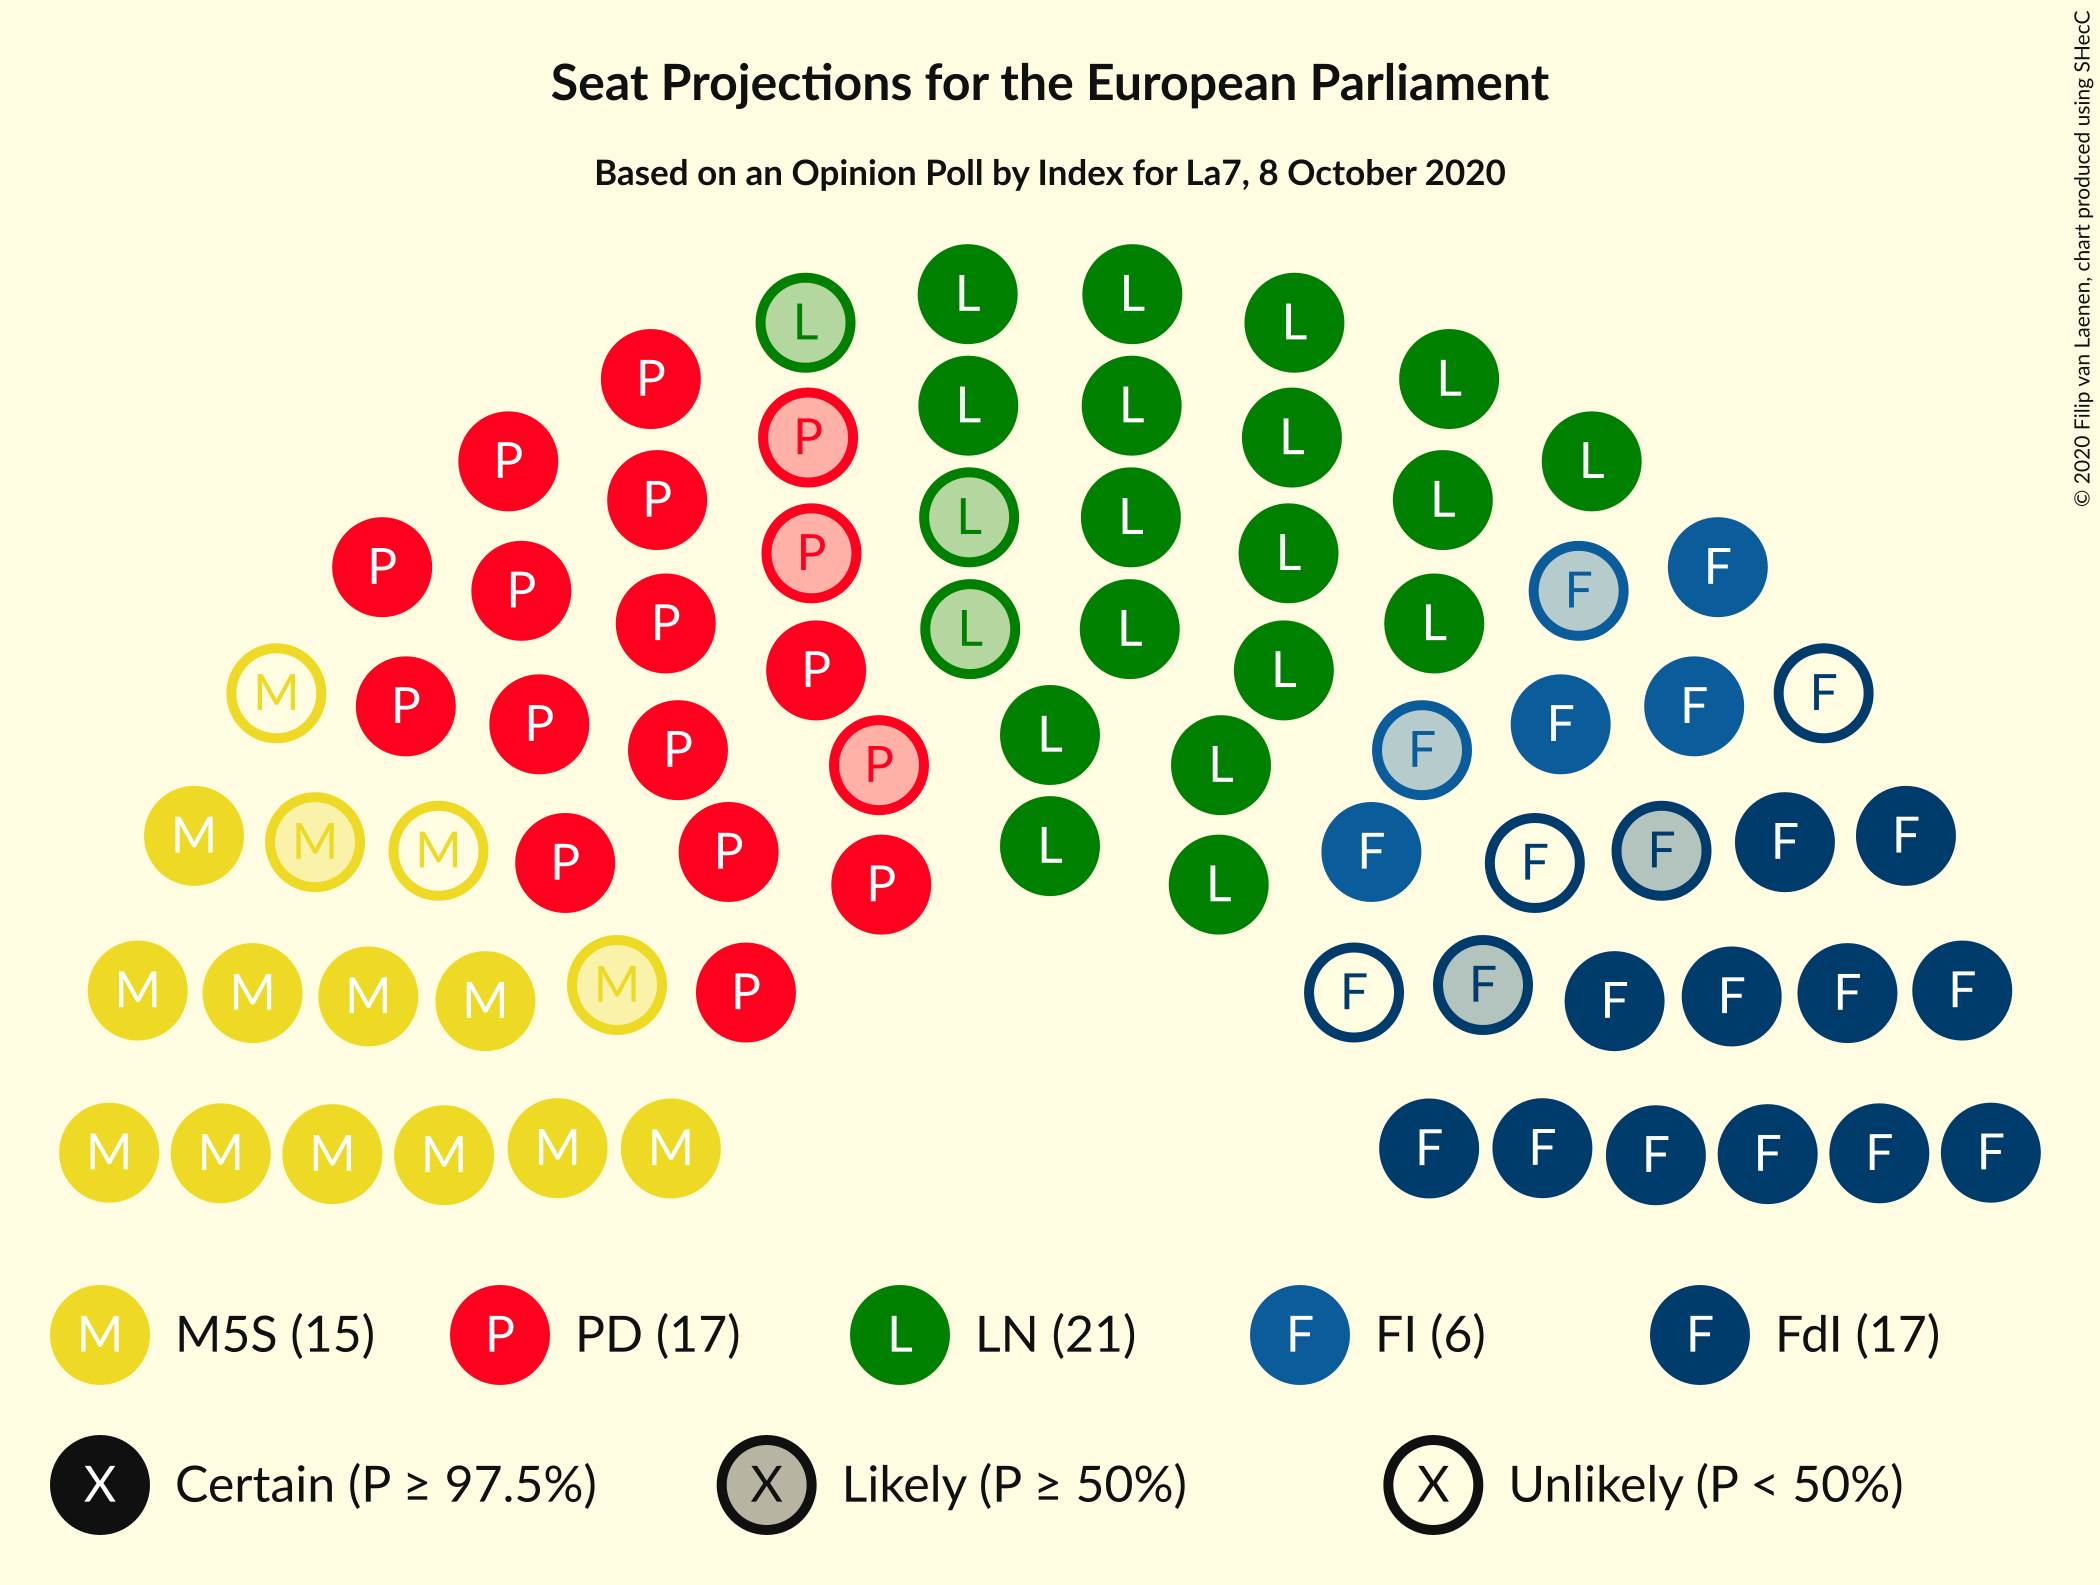 Seat Projections for the European Parliament
Based on an Opinion Poll by Index for La7, 8 October 2020
© 2020 Filip van Laenen, chart produced using SHecC
L L
L L
P L
L L
P L L
P L
P P L L
L L
P P L L
P F F
P L L
P P L
M P F F
P P L F F
P L
M M M P P L F F F F F
P L
M M M M M P F F F F F F
M M M M M M F F F F F F
M M5S (15) P PD (17) L LN (21) F FI (6) F FdI (17)
X Certain (P ≥ 97.5%) X Likely (P ≥ 50%) X Unlikely (P < 50%)